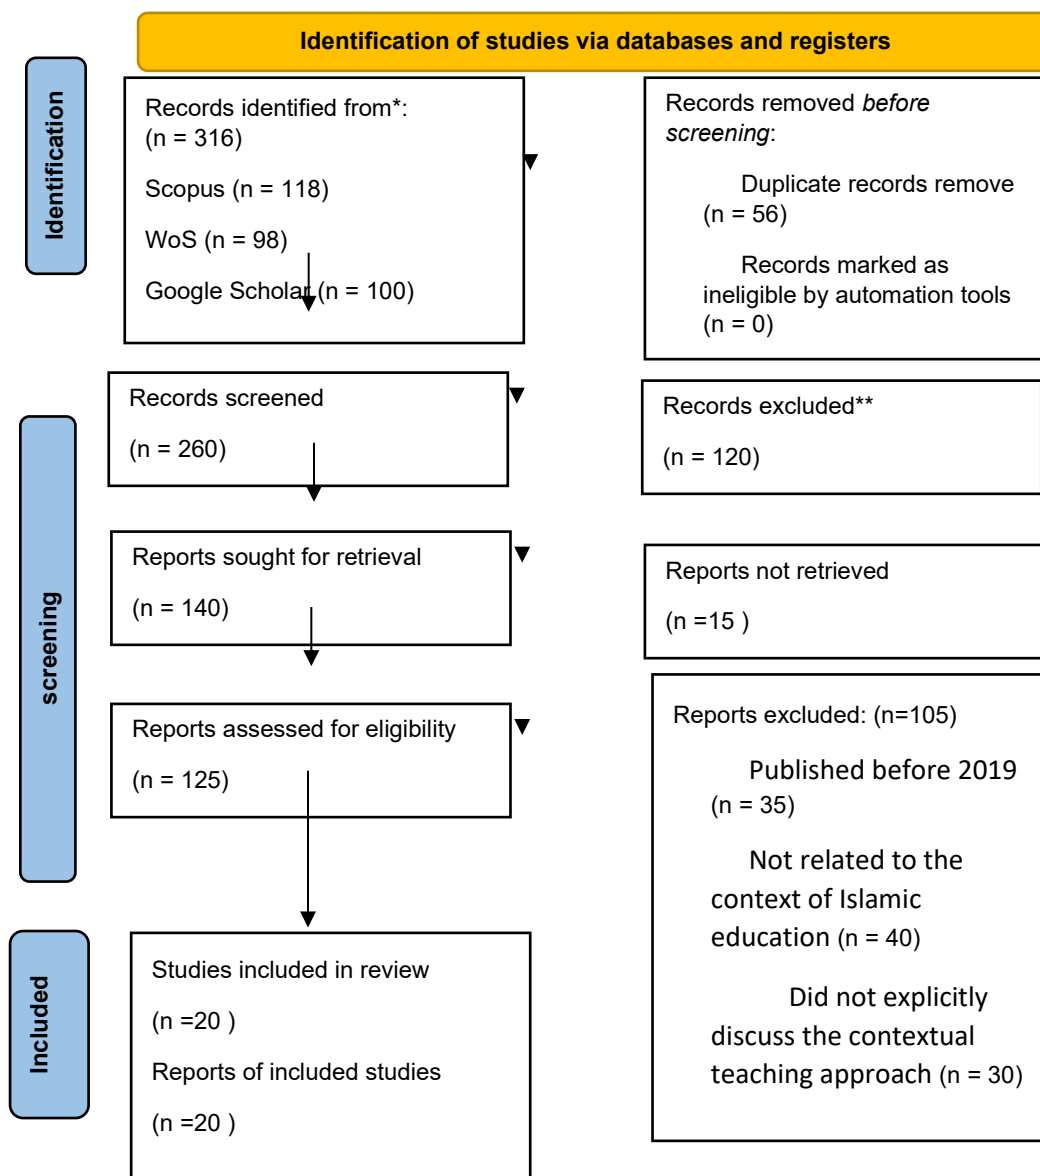 Identification of studies via databases and registers
Identification
Records identified from*:
(n = 316)
Scopus (n = 118)
WoS (n = 98)
Google Scholar (n = 100)
Records removed before
screening:
Duplicate records remove
(n = 56)
Records marked as
ineligible by automation tools
(n = 0)
screening
Records screened
(n = 260)
Records excluded**
(n = 120)
Reports sought for retrieval
(n = 140)
Reports not retrieved
(n =15 )
Reports assessed for eligibility
(n = 125)
Reports excluded: (n=105)
Published before 2019
(n = 35)
Not related to the
context of Islamic
education (n = 40)
Did not explicitly
discuss the contextual
teaching approach (n = 30)
Included
Studies included in review
(n =20 )
Reports of included studies
(n =20 )